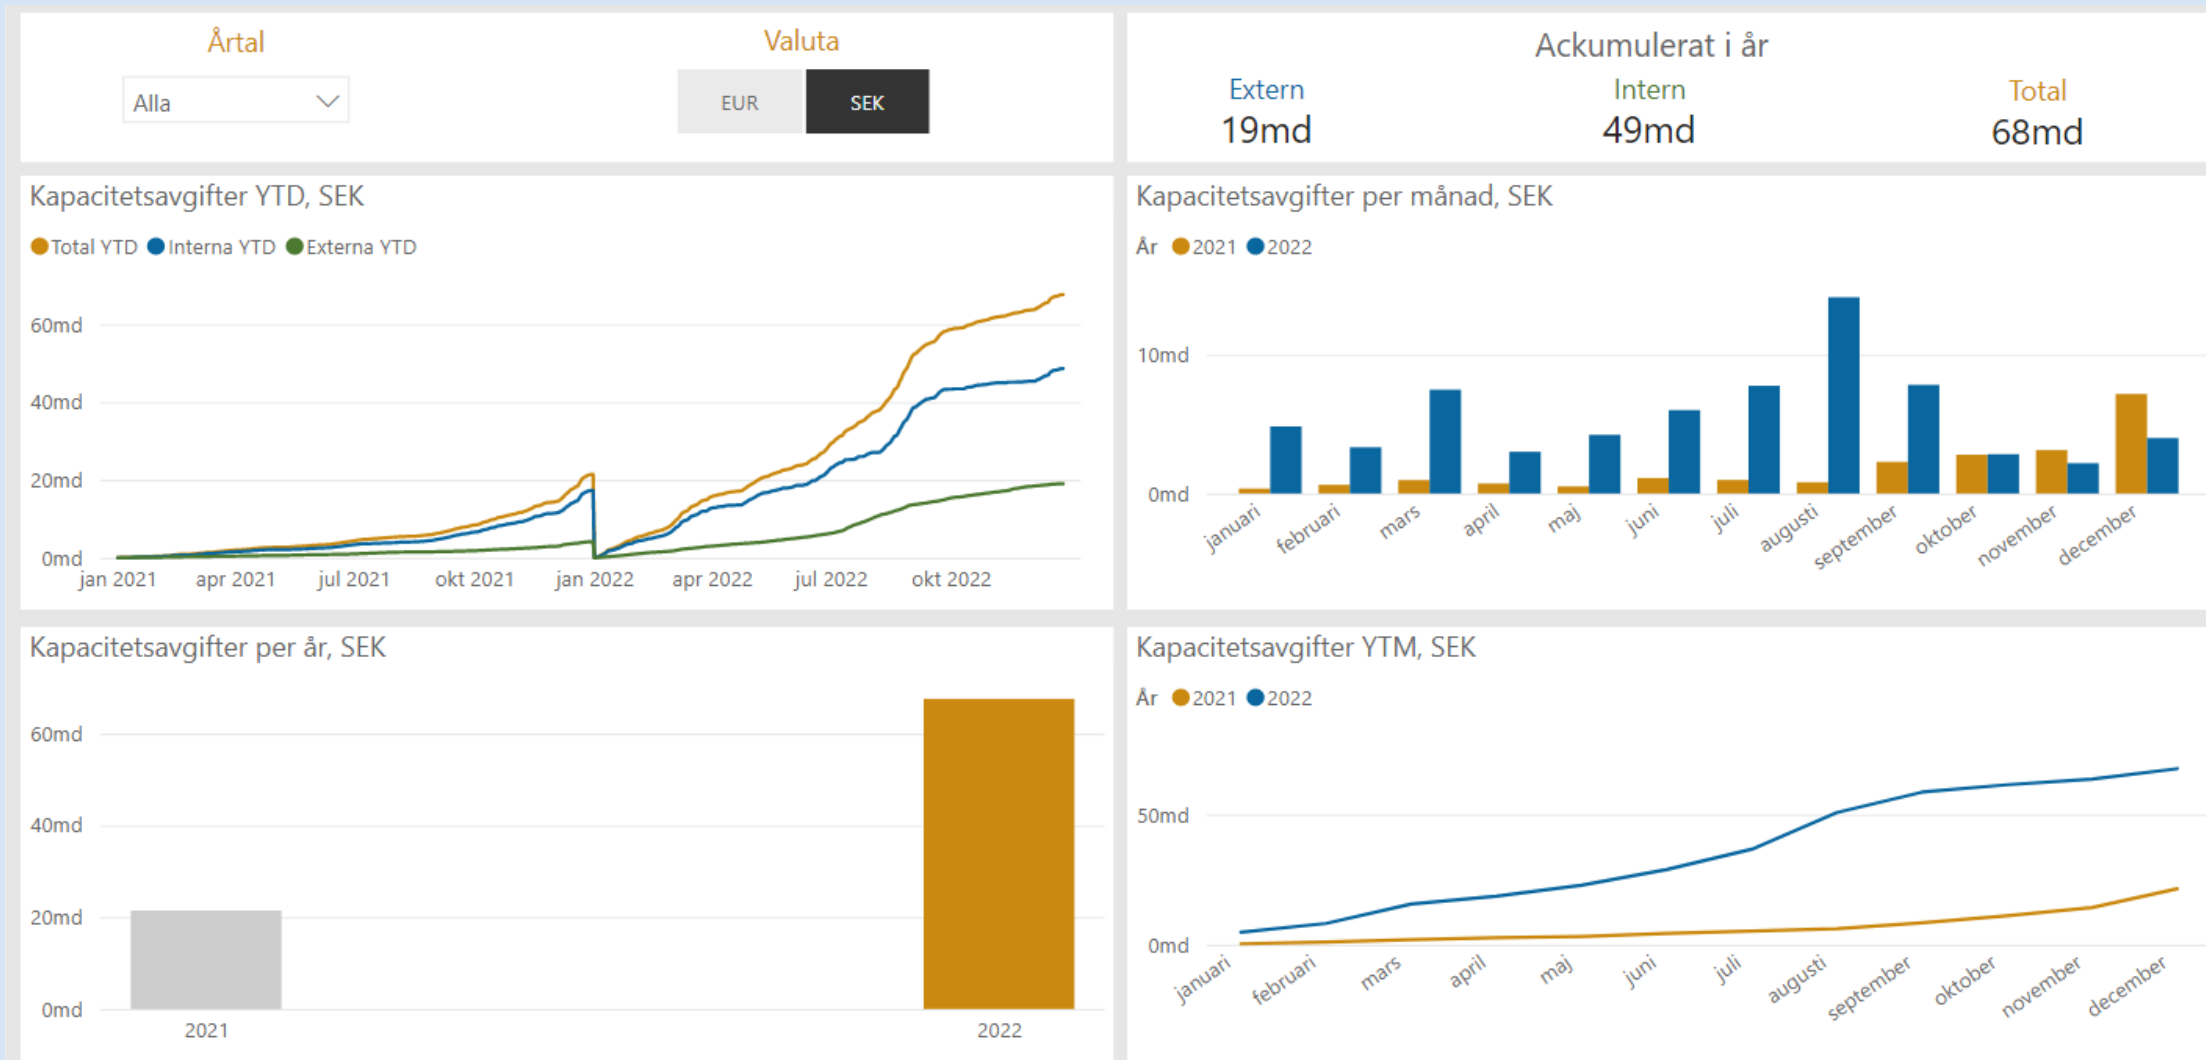 Årtal
Alla
Valuta
EUR SEK
Ackumulerat i år
Extern Intern Total
19md 49md 68md
Kapacitetsavgifter YTD, SEK
Total YTD Interna YTD Externa YTD
60md
40md
20md
0md
jan 2021 apr 2021 jul 2021 okt 2021 jan 2022 apr 2022 jul 2022 okt 2022
Kapacitetsavgifter per månad, SEK
År 2021 2022
10md
0md
januari februari mars april maj juni juli augusti september oktober november december
Kapacitetsavgifter per år, SEK
60md
40md
20md
0md
2021 2022
Kapacitetsavgifter YTM, SEK
År 2021 2022
50md
0md
januari februari mars april maj juni juli augusti september oktober november december